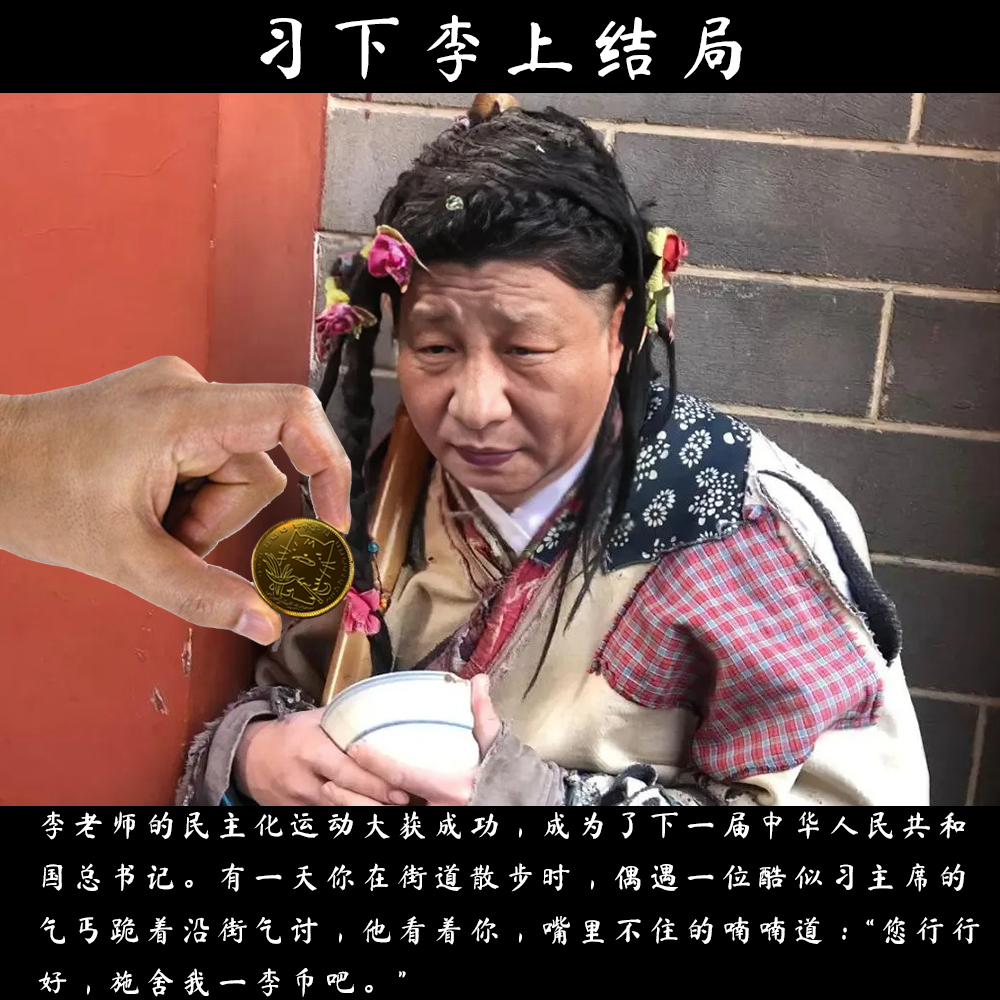 习下李上结局
李老师的民主化运动大获成功，成为了下一届中华人民共和
国总书记。有一天你在街道散步时，偶遇一位酷似习主席的
乞丐跪着沿街乞讨，他看着你，嘴里不住的喃喃道：“您行行
好，施舍我一李币吧。”